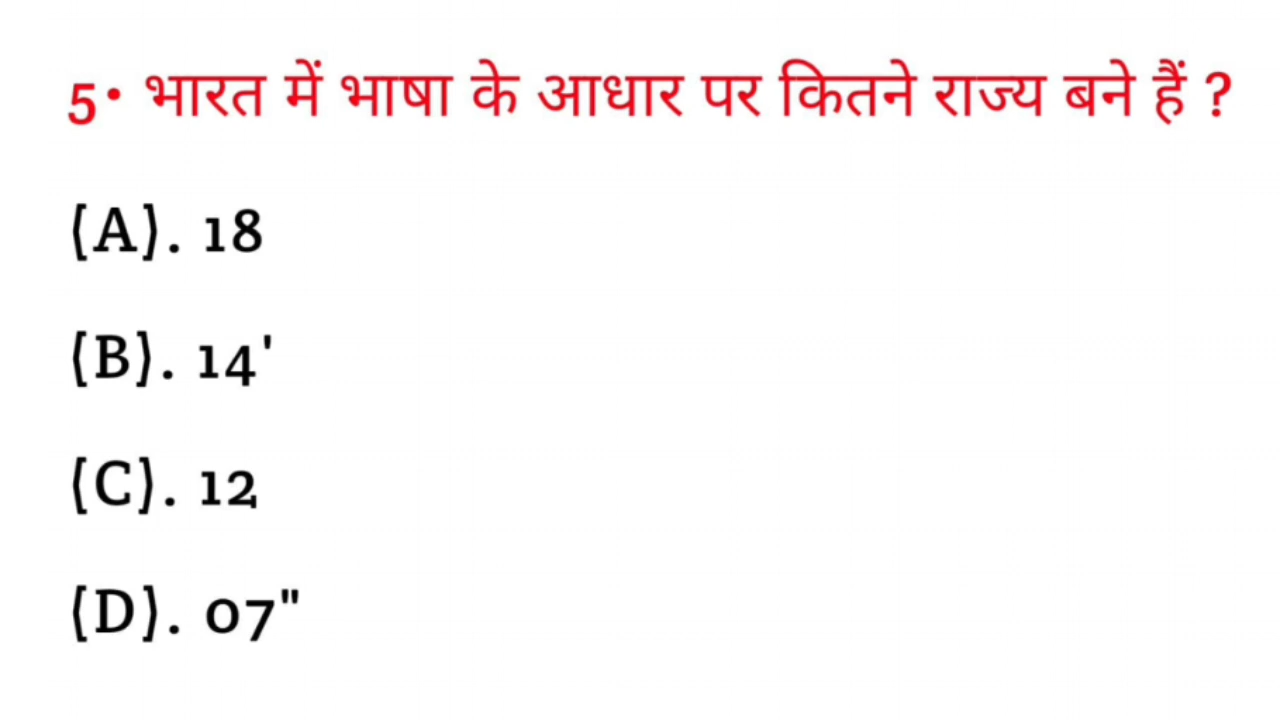 5• भारत में भाषा के आधार पर कितने राज्य बने हैं ?
(A). 18
(B). 14'
(C). 12
(D). 07"